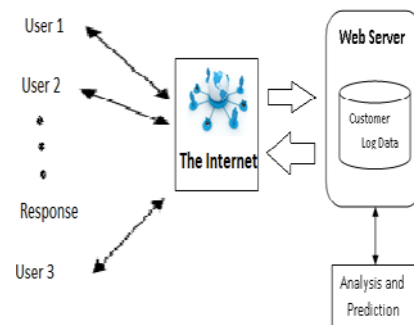 User 1
User 2
Response
User 3
The Internet
Web Server
Customer
Log Data
Analysis and
Prediction